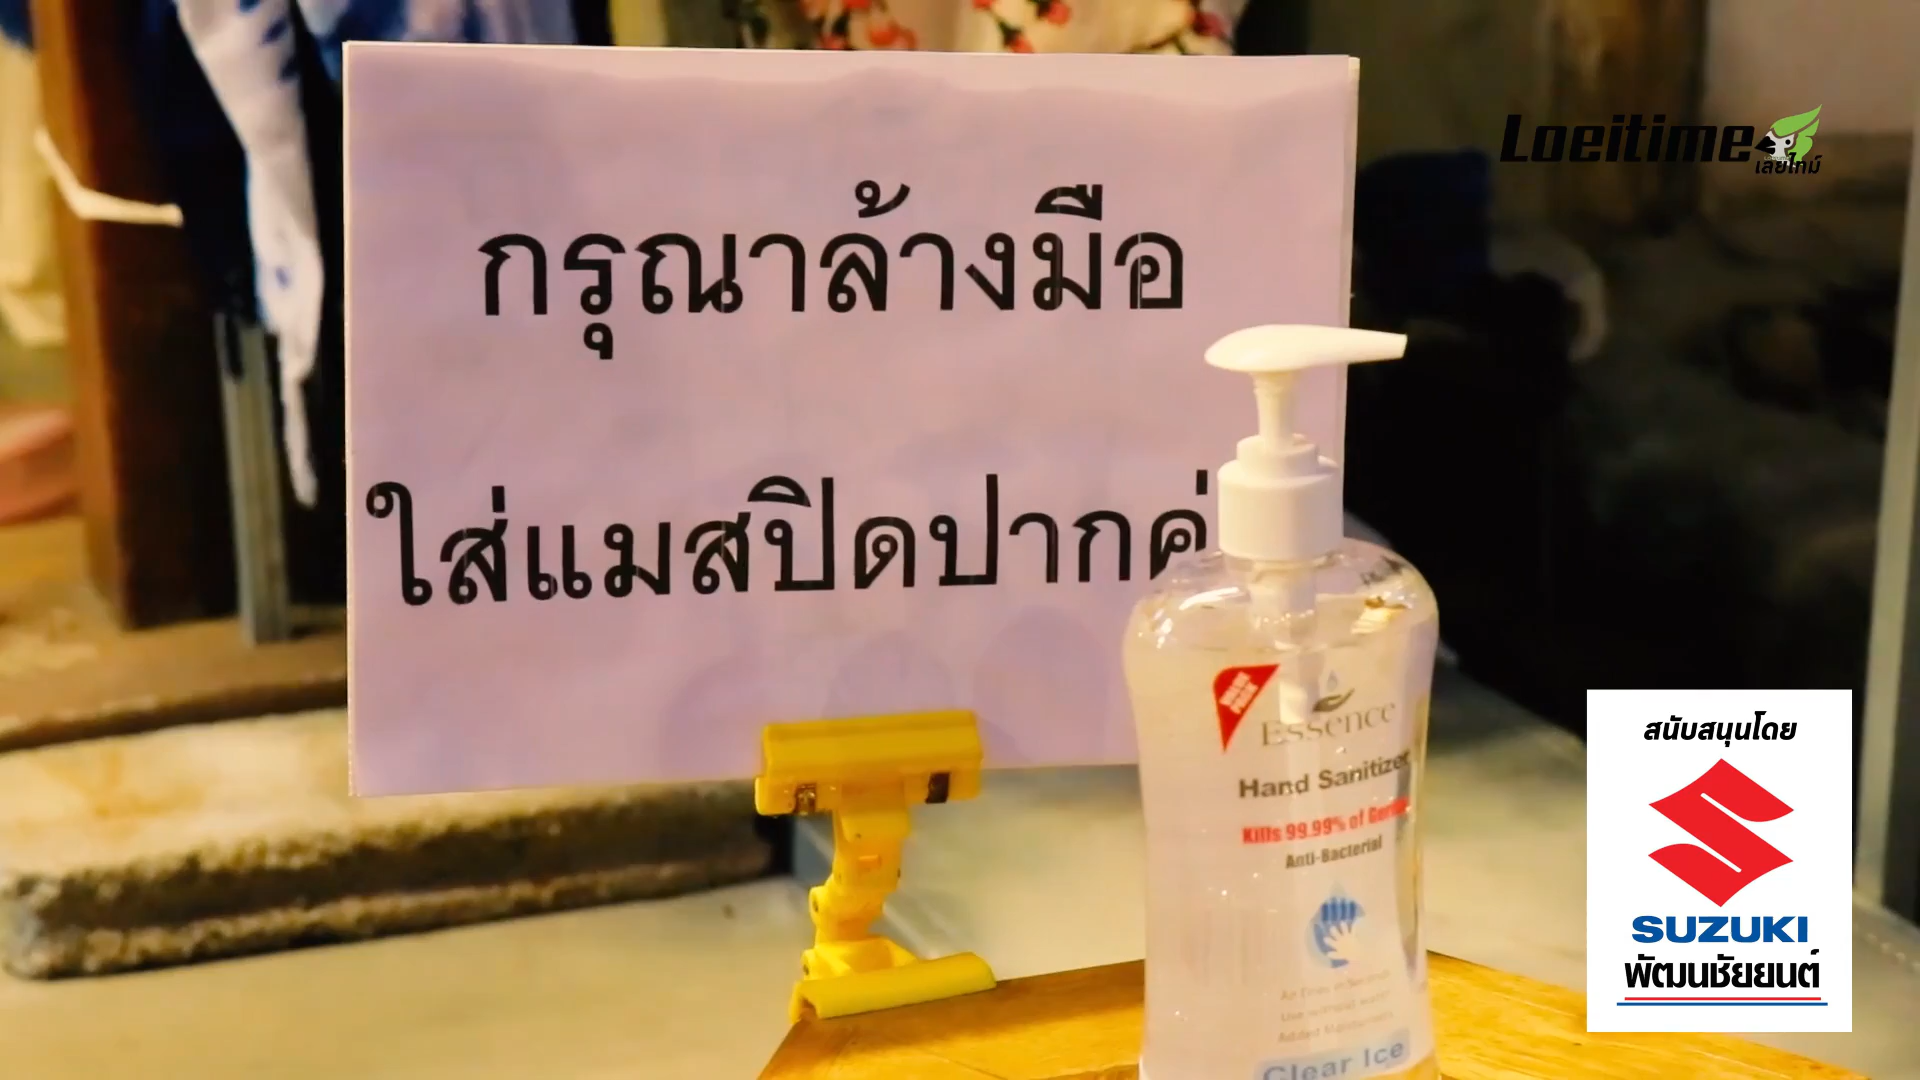 กรุณาล้างมือ
ใส่แมสปิดปาก
Loeitime
เลยไทม์
VALUE
PACK
Essence
Hand Sanitizer
Kills 99.99% of
Anti-Bacterial
Clear Ice
สนับสนุนโดย
SUZUKI
พัฒนชัยยนต์